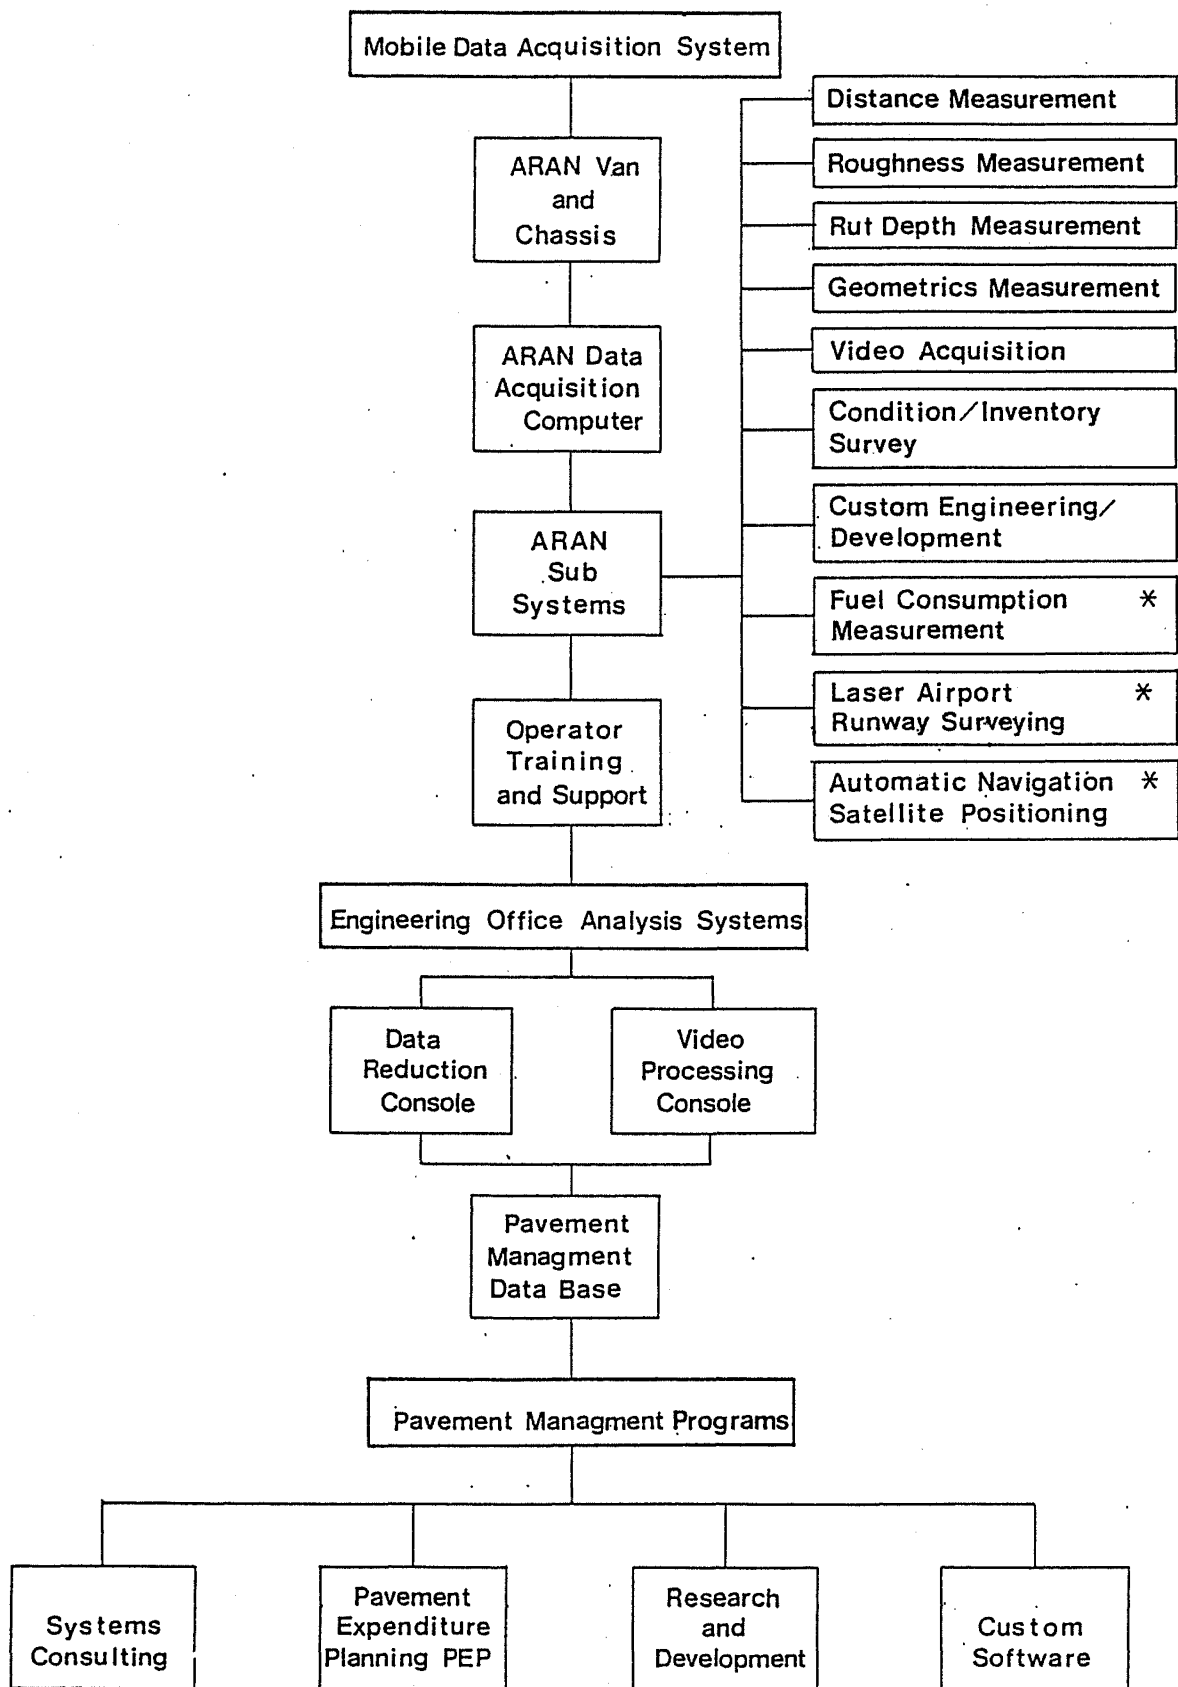 Mobile Data Acquisition System
ARAN Van
and
Chassis
ARAN Data
Acquisition
Computer
ARAN
Sub
Systems
Distance Measurement
Roughness Measurement
Rut Depth Measurement
Geometrics Measurement
Video Acquisition
Condition/Inventory
Survey
Custom Engineering/
Development
Fuel Consumption *
Measurement
Laser Airport *
Runway Surveying
Automatic Navigation *
Satellite Positioning
Operator
Training
and Support
Engineering Office Analysis Systems
Data
Reduction
Console
Video
Processing
Console
Pavement
Managment
Data Base
Pavement Managment Programs
Systems
Consulting
Pavement
Expenditure
Planning PEP
Research
and
Development
Custom
Software